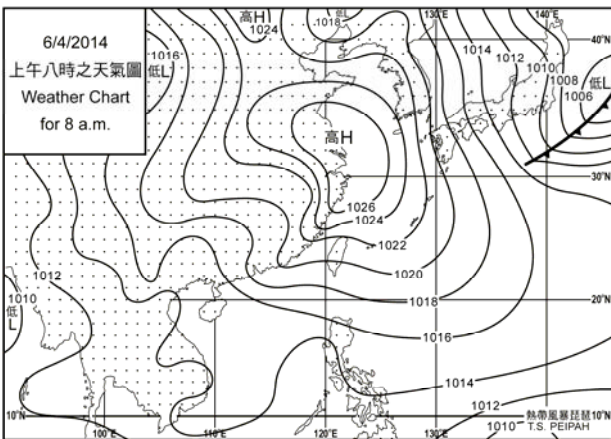 6/4/2014
上午八時之天氣圖
Weather Chart
for 8 a.m.
高H
1024
1018
低L
130°E
140°E
1016
低L
1014
1012
1010
1008
1006
低L
40°N
高H
30°N
1026
1024
1022
1020
1018
1016
1012
1010
低
L
20°N
1014
1012
1010
10°N
100°E
110°E
120°E
130°E
熱帶風暴琵琶
T.S. PEIPAH
10°N